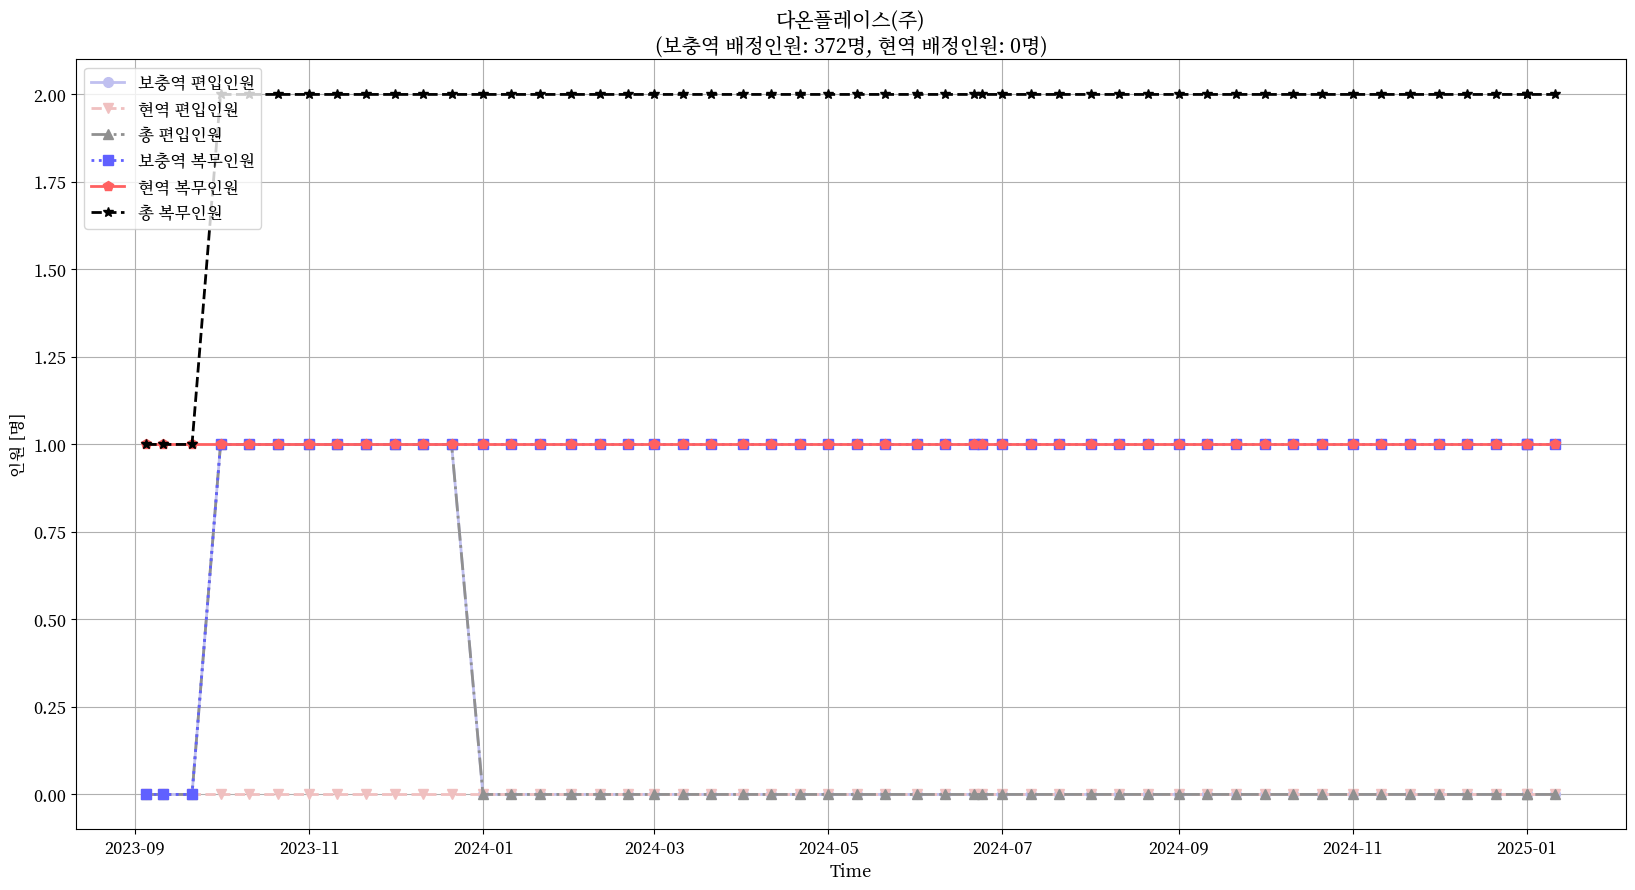 다온플레이스(주)
(보충역 배정인원: 372명, 현역 배정인원: 0명)
보충역 편입인원
현역 편입인원
총 편입인원
보충역 복무인원
현역 복무인원
총 복무인원
2.00
1.75
1.50
1.25
1.00
0.75
0.50
0.25
0.00
인원 [명]
2023-09
2023-11
2024-01
2024-03
2024-05
2024-07
2024-09
2024-11
2025-01
Time